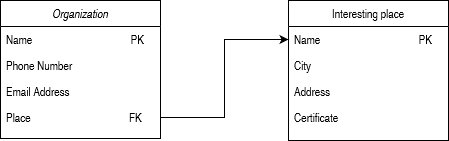 Organization
Name PK
Phone Number
Email Address
Place FK
Interesting place
Name PK
City
Address
Certificate